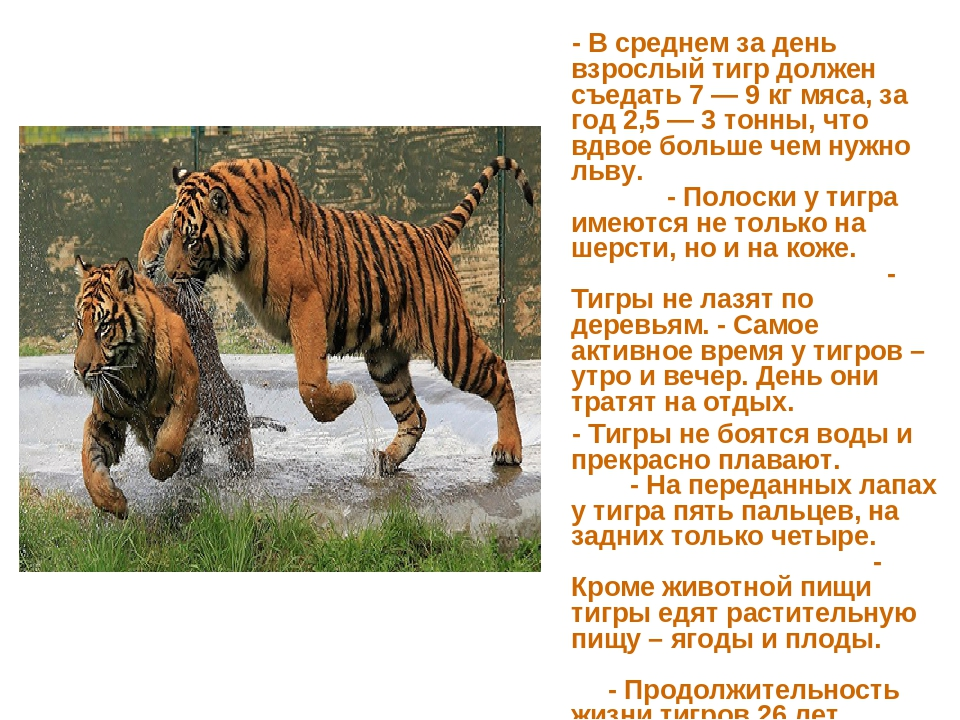 - В среднем за день
взрослый тигр должен
съедать 7 — 9 кг мяса, за
год 2,5 — 3 тонны, что
вдвое больше чем нужно
льву.
- Полоски у тигра
имеются не только на
шерсти, но и на коже.
-
Тигры не лазят по
деревьям. - Самое
активное время у тигров –
утро и вечер. День они
тратят на отдых.
- Тигры не боятся воды и
прекрасно плавают.
- На переданных лапах
у тигра пять пальцев, на
задних только четыре.
-
Кроме животной пищи
тигры едят растительную
пищу – ягоды и плоды.
- Продолжительность
жизни тигров 26 лет